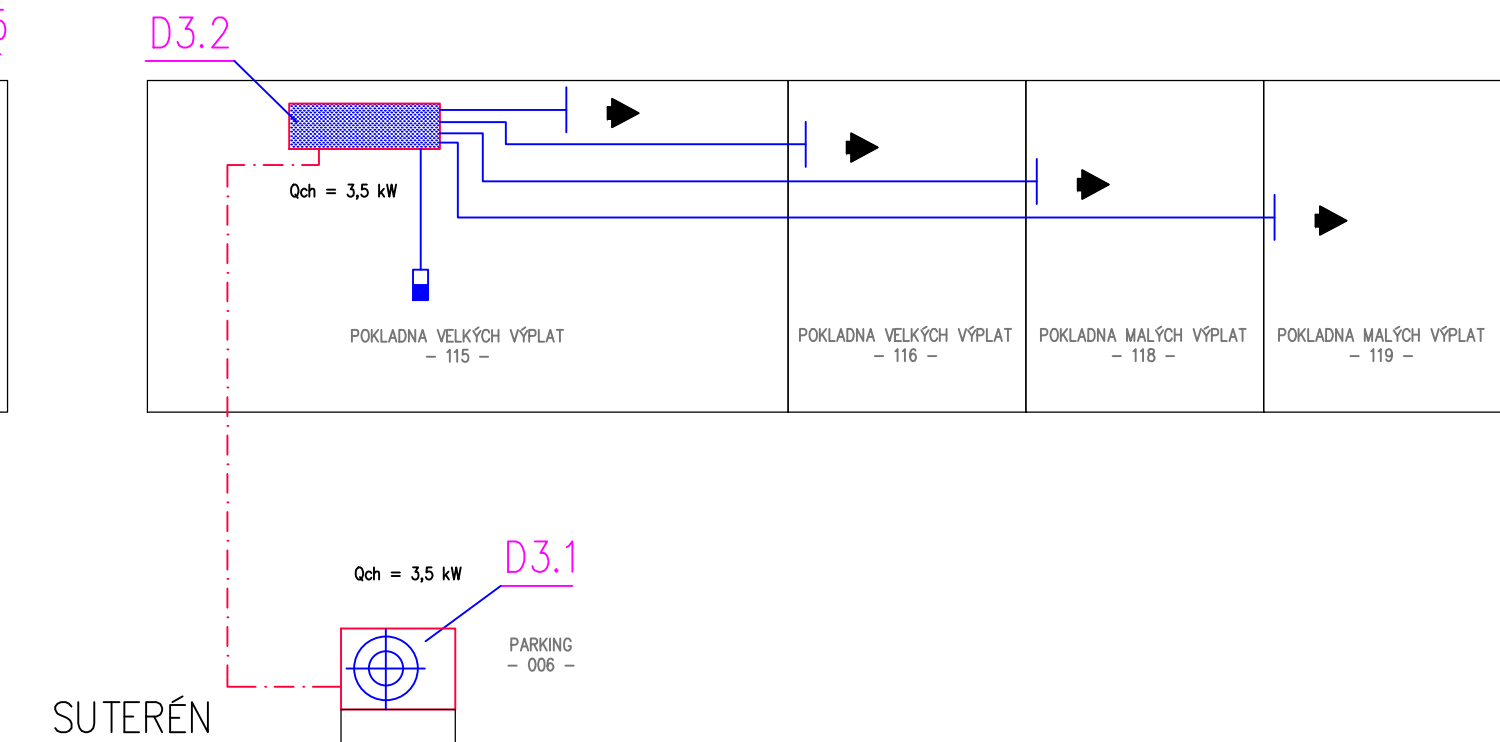 D3.2
Qch = 3,5 kW
POKLADNA VELKÝCH VÝPLAT
- 115 -
POKLADNA VELKÝCH VÝPLAT
- 116 -
POKLADNA MALÝCH VÝPLAT
- 118 -
POKLADNA MALÝCH VÝPLAT
- 119 -
D3.1
Qch = 3,5 kW
PARKING
- 006 -
SUTERÉN